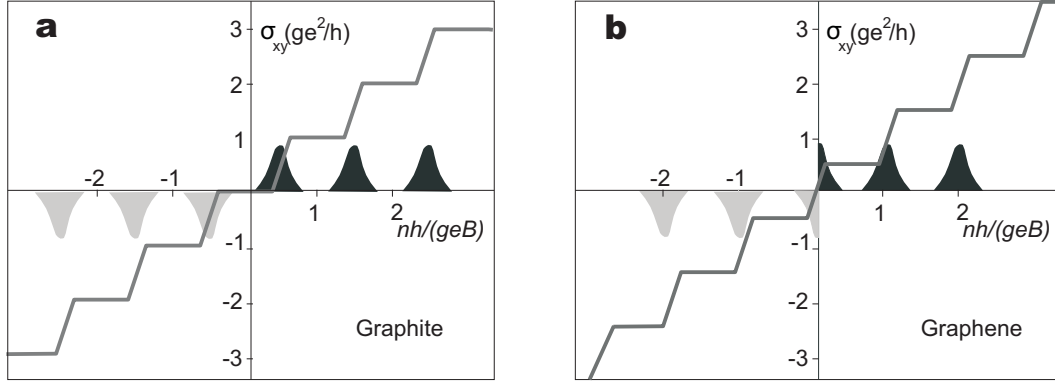 a
σxy(ge²/h)
3
2
1
-2 -1
1 2
nh/(geB)
-1
-2
-3
Graphite
b
σxy(ge²/h)
3
2
1
-2 -1
1 2
nh/(geB)
-1
-2
-3
Graphene